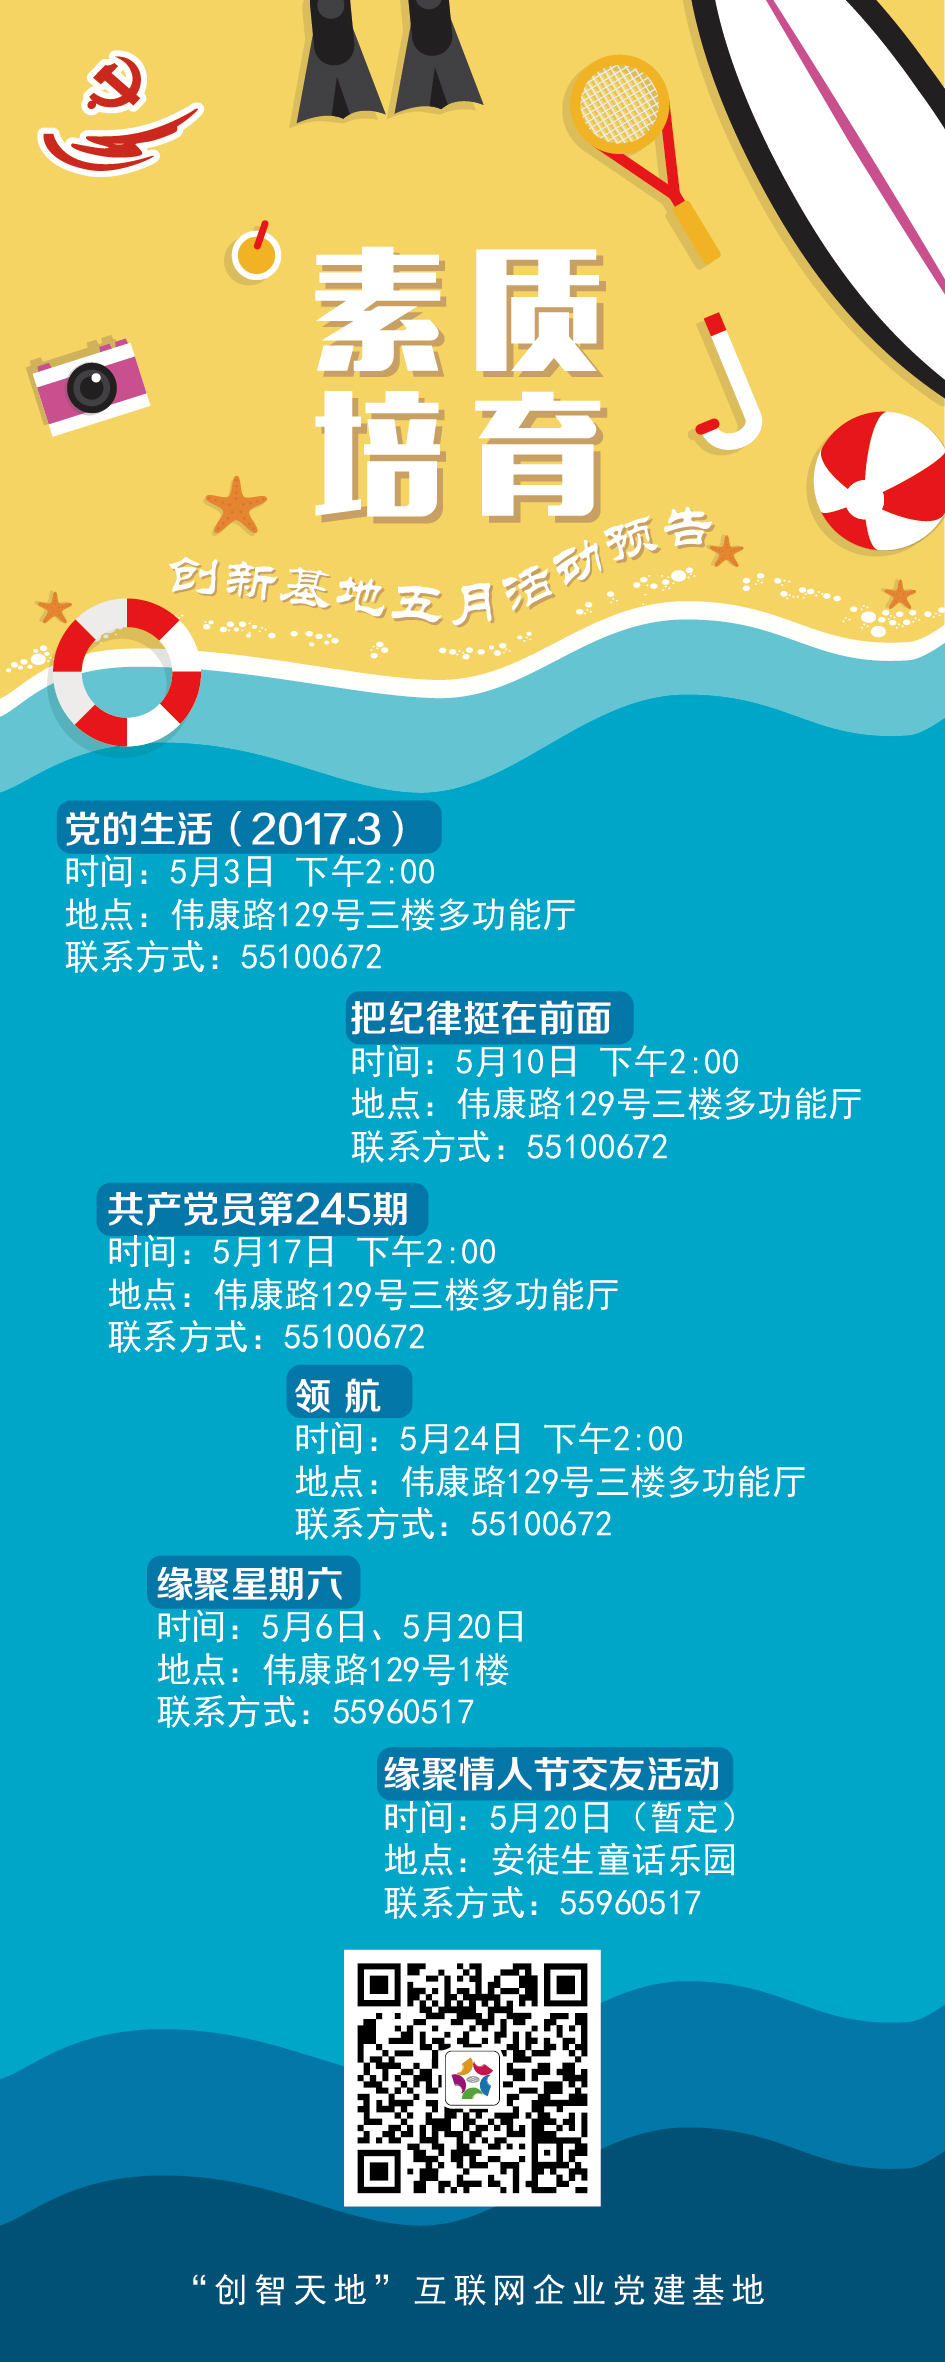 素质
培育
创新基地五月活动预告
党的生活（2017.3）
时间：5月3日 下午2:00
地点：伟康路129号三楼多功能厅
联系方式：55100672
把纪律挺在前面
时间：5月10日 下午2:00
地点：伟康路129号三楼多功能厅
联系方式：55100672
共产党员第245期
时间：5月17日 下午2:00
地点：伟康路129号三楼多功能厅
联系方式：55100672
领 航
时间：5月24日 下午2:00
地点：伟康路129号三楼多功能厅
联系方式：55100672
缘聚星期六
时间：5月6日、5月20日
地点：伟康路129号1楼
联系方式：55960517
缘聚情人节交友活动
时间：5月20日（暂定）
地点：安徒生童话乐园
联系方式：55960517
“创智天地”互联网企业党建基地